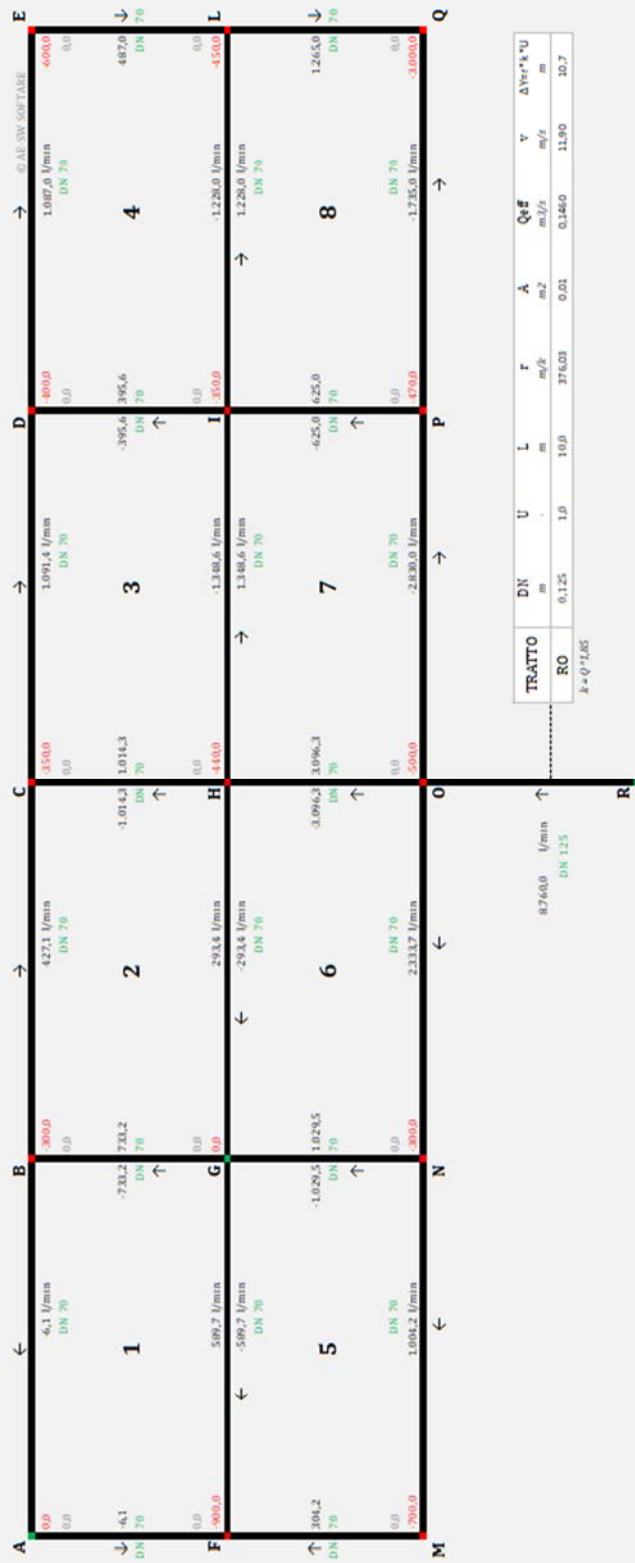 © AE-SW SOFTARE
A B C D E
0,0 -6,1 l/min -300,0 427,1 l/min -350,0 1.091,4 l/min -400,0 1.087,0 l/min -600,0
0,0 DN 70 0,0 DN 70 0,0 DN 70 0,0 DN 70 0,0
-6,1 -733,2 733,2 -1.014,3 1.014,3 -395,6 395,6 487,0
1 2 3 4
DN 70 DN 70 DN 70 DN 70 DN 70
0,0 0,0 0,0
-900,0 589,7 l/min 0,0 293,4 l/min -440,0 -1.348,6 l/min -350,0 -1.228,0 l/min -450,0
F G H I L
-589,7 l/min -293,4 l/min 1.348,6 l/min 1.228,0 l/min
DN 70 DN 70 DN 70 DN 70
304,2 -1.029,5 1.029,5 -3.096,3 3.096,3 -625,0 625,0 1.265,0
5 6 7 8
DN 70 DN 70 DN 70 DN 70 DN 70
DN 70 0,0 DN 70 0,0 DN 70 0,0 DN 70
-700,0 1.004,2 l/min -300,0 2.333,7 l/min -500,0 -2.830,0 l/min -470,0 -1.735,0 l/min -3.000,0
M N O P Q
8.760,0 l/min
DN 125
R
TRATTO DN U L r A Qeff v ΔY=r*k*U
m . m m/k m2 m3/s m/s m
RO 0,125 1,0 10,0 376,03 0,01 0,1460 11,90 10,7
k = Q^1,85